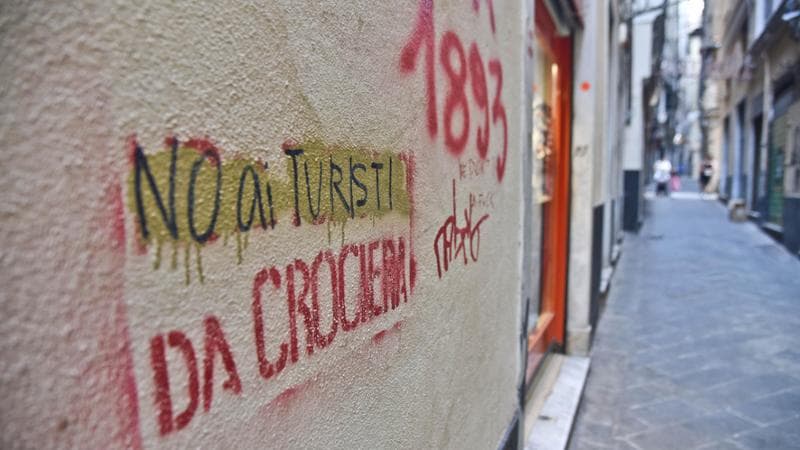 1893
NO ai TURISTI
DA CROCIERA